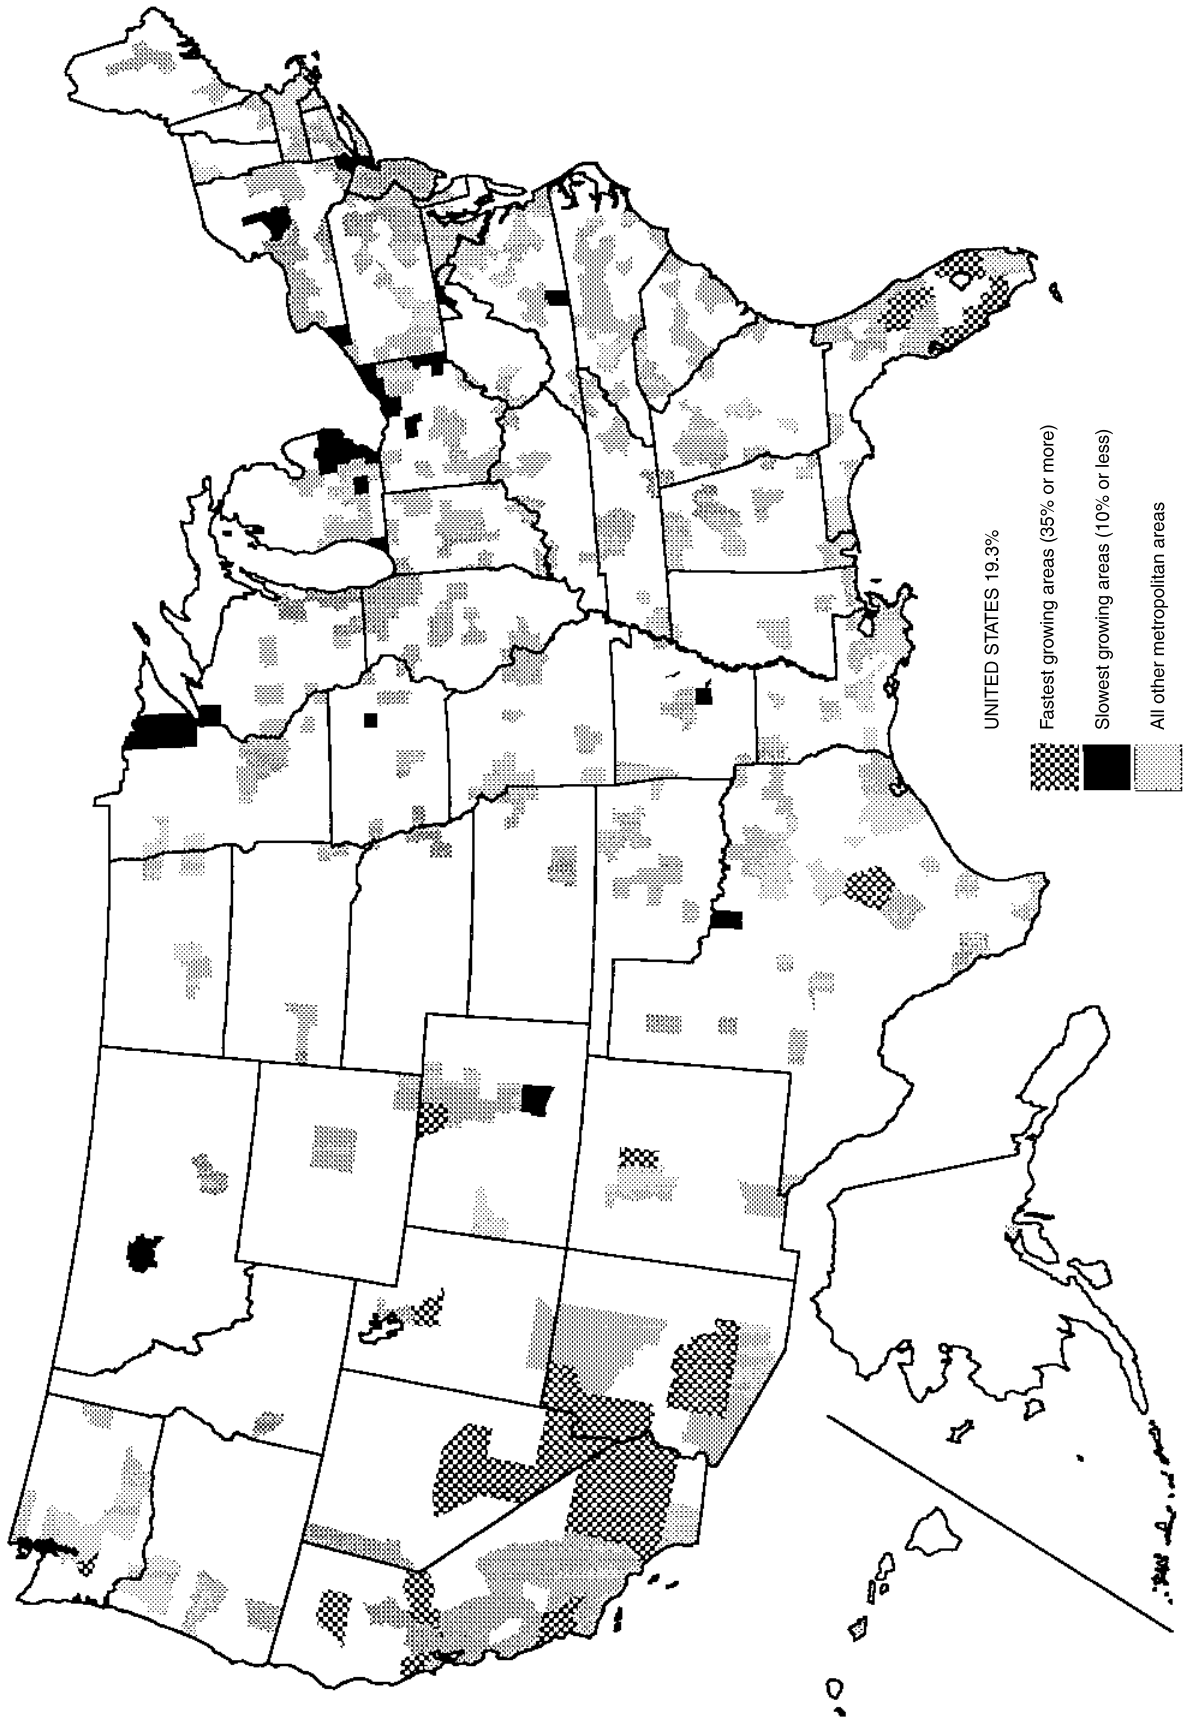 UNITED STATES 19.3%
Fastest growing areas (35% or more)
Slowest growing areas (10% or less)
All other metropolitan areas